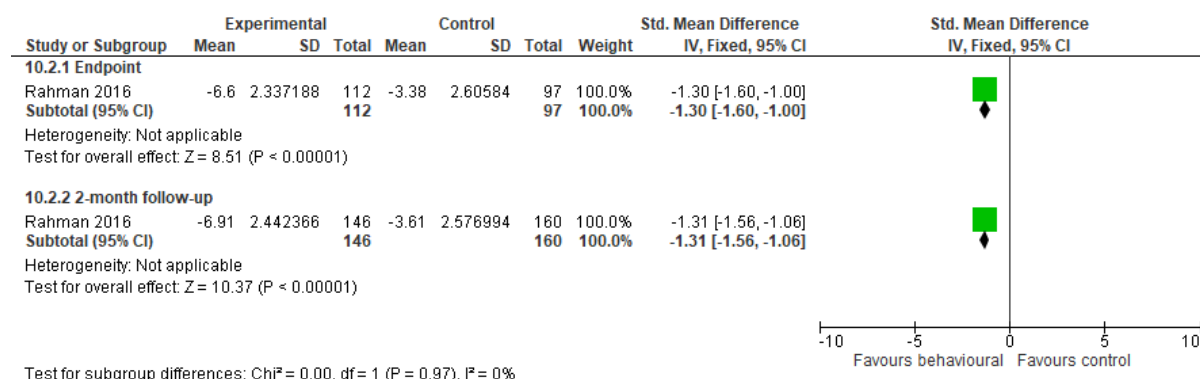 Experimental Control Std. Mean Difference Std. Mean Difference
Study or Subgroup Mean SD Total Mean SD Total Weight IV, Fixed, 95% CI IV, Fixed, 95% CI
10.2.1 Endpoint
Rahman 2016 -6.6 2.337188 112 -3.38 2.60584 97 100.0% -1.30 [-1.60, -1.00]
Subtotal (95% CI) 112 97 100.0% -1.30 [-1.60, -1.00]
Heterogeneity: Not applicable
Test for overall effect: Z = 8.51 (P < 0.00001)
10.2.2 2-month follow-up
Rahman 2016 -6.91 2.442366 146 -3.61 2.576994 160 100.0% -1.31 [-1.56, -1.06]
Subtotal (95% CI) 146 160 100.0% -1.31 [-1.56, -1.06]
Heterogeneity: Not applicable
Test for overall effect: Z = 10.37 (P < 0.00001)
-10 -5 0 5 10
Favours behavioural Favours control
Test for subgroup differences: Chi² = 0.00, df = 1 (P = 0.97), I² = 0%